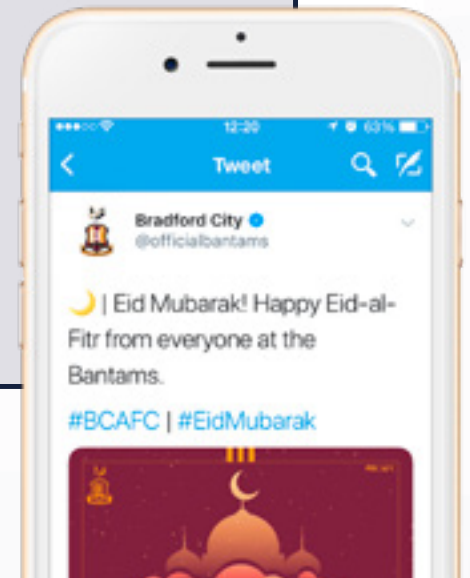 12:20
63%
Tweet
Bradford City
@officialbantams
🌙 | Eid Mubarak! Happy Eid-al-
Fitr from everyone at the
Bantams.
#BCAFC | #EidMubarak